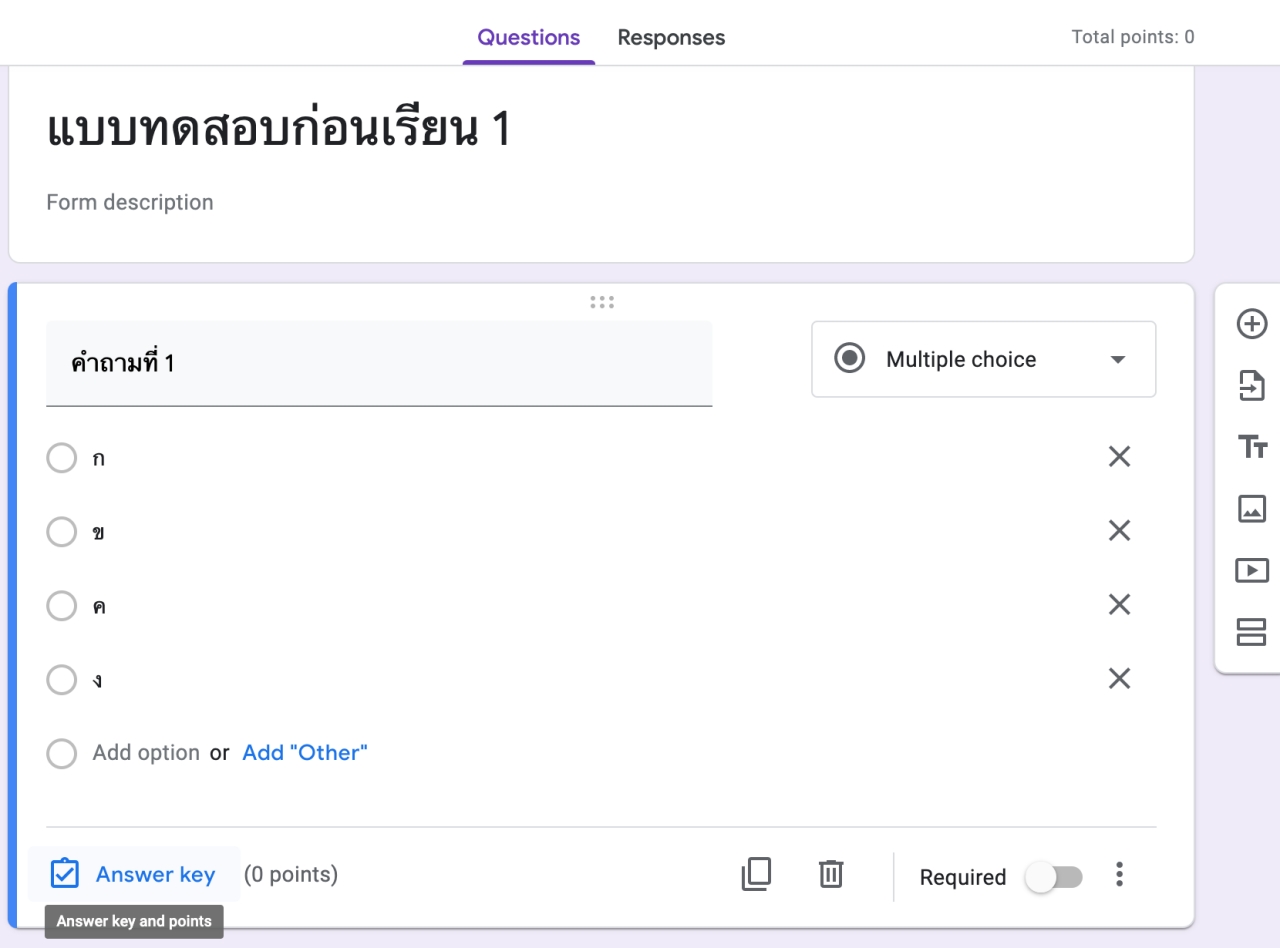 Questions Responses Total points: 0
แบบทดสอบก่อนเรียน 1
Form description
คำถามที่ 1 Multiple choice
ก
ข
ค
ง
Add option or Add "Other"
Answer key (0 points) Required
Answer key and points